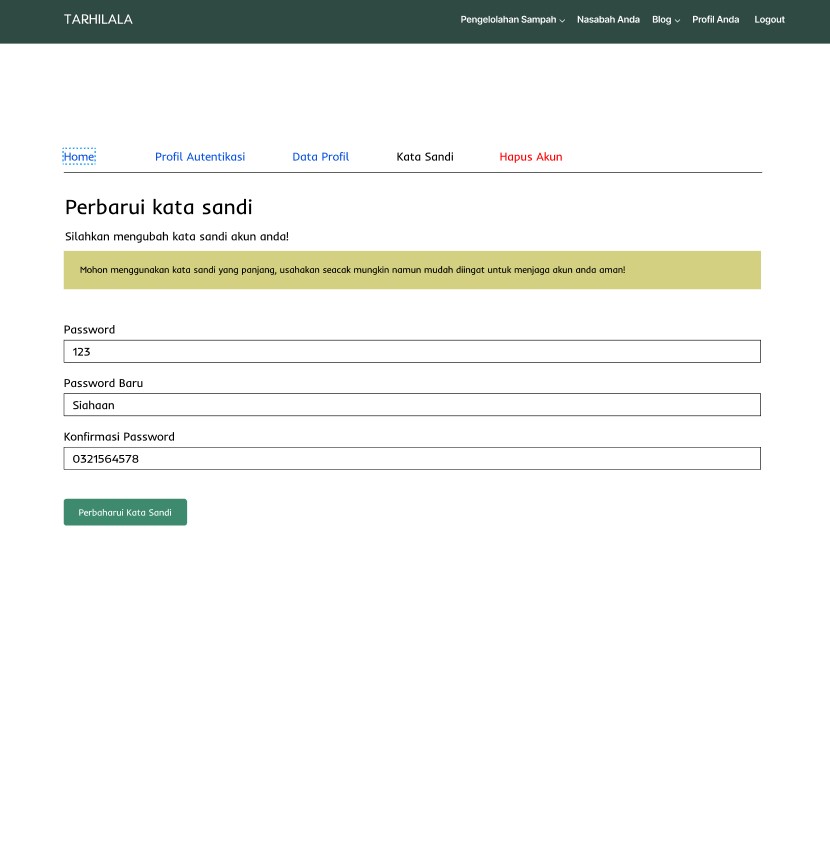 TARHILALA
Pengelolahan Sampah Nasabah Anda Blog Profil Anda Logout
Home Profil Autentikasi Data Profil Kata Sandi Hapus Akun
Perbarui kata sandi
Silahkan mengubah kata sandi akun anda!
Mohon menggunakan kata sandi yang panjang, usahakan seacak mungkin namun mudah diingat untuk menjaga akun anda aman!
Password
123
Password Baru
Siahaan
Konfirmasi Password
0321564578
Perbaharui Kata Sandi